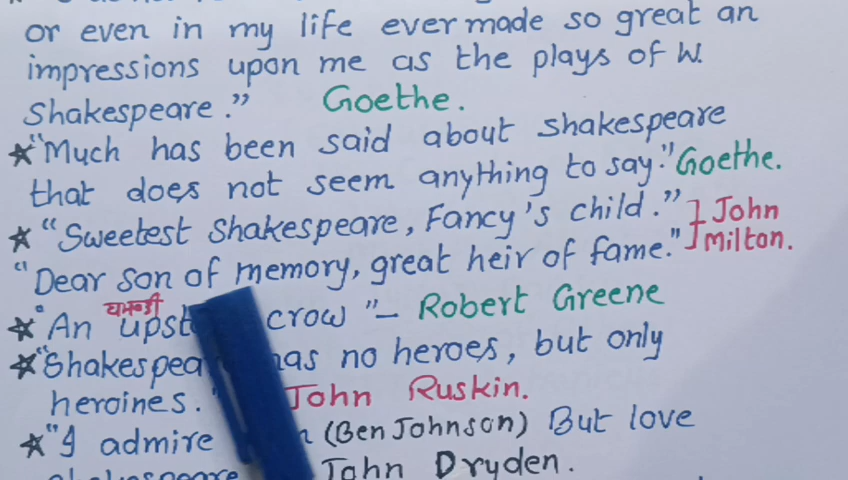 or even in my life ever made so great an
impressions upon me as the plays of W.
Shakespeare." Goethe.
★ "Much has been said about shakespeare
that does not seem anything to say." Goethe.
★ "Sweetest Shakespeare, Fancy's child." ] John
"Dear son of memory, great heir of fame." Milton.
घमण्डी
★ "An upst crow" – Robert Greene
★ "Shakespea has no heroes, but only
heroines." John Ruskin.
★ "I admire (Ben Johnson) But love
John Dryden.